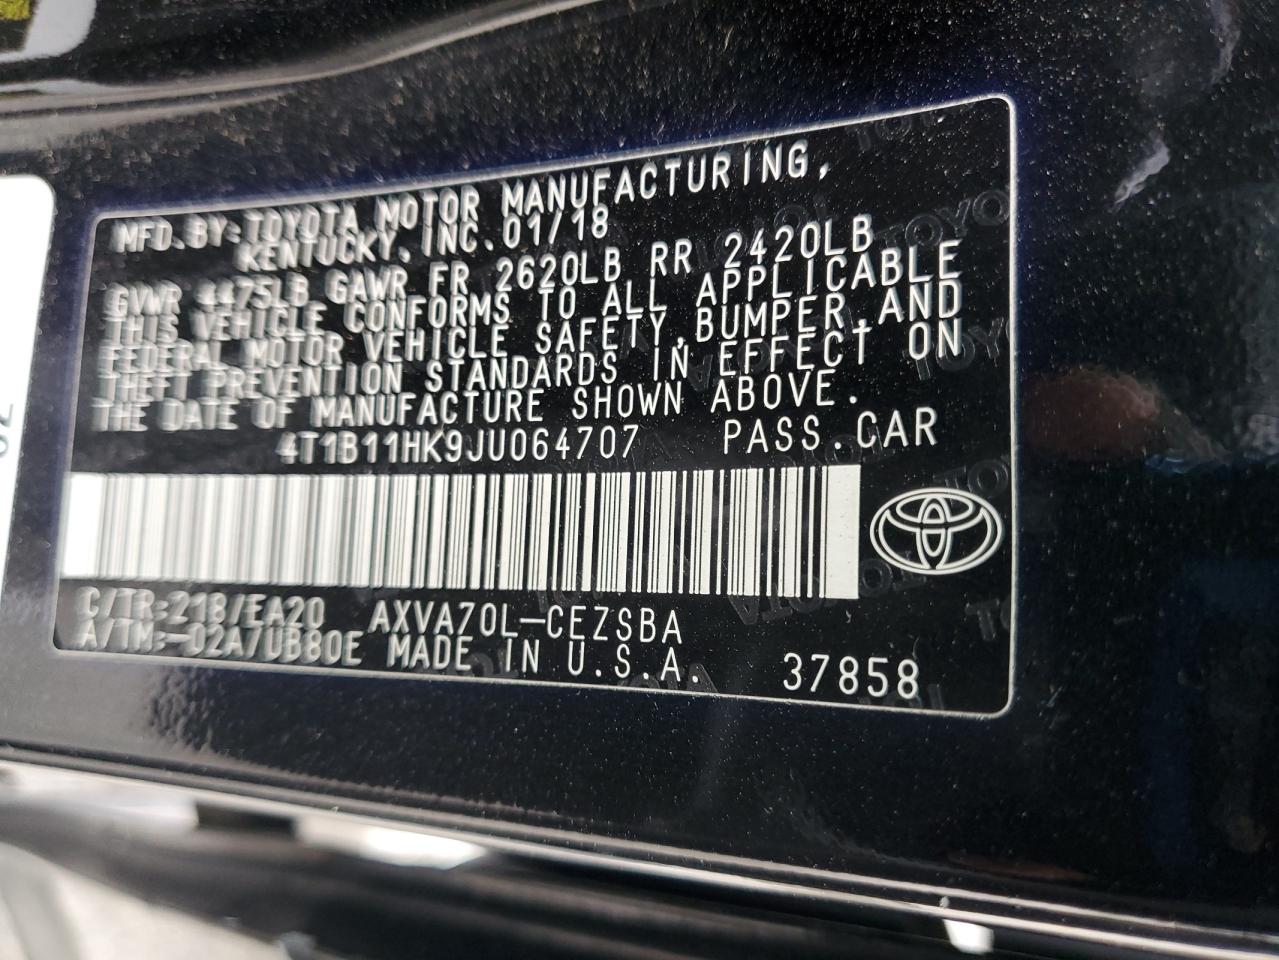 MFD.BY:TOYOTA MOTOR MANUFACTURING,
KENTUCKY, INC.01/18
GVWR 4475LB GAWR FR 2620LB RR 2420LB
THIS VEHICLE CONFORMS TO ALL APPLICABLE
FEDERAL MOTOR VEHICLE SAFETY,BUMPER,AND
THEFT PREVENTION STANDARDS IN EFFECT ON
THE DATE OF MANUFACTURE SHOWN ABOVE.
4T1B11HK9JU064707 PASS.CAR
C/TR:218/EA20 AXVA70L-CEZSBA
A/TM:-02A/UB80E MADE IN U.S.A.
37858